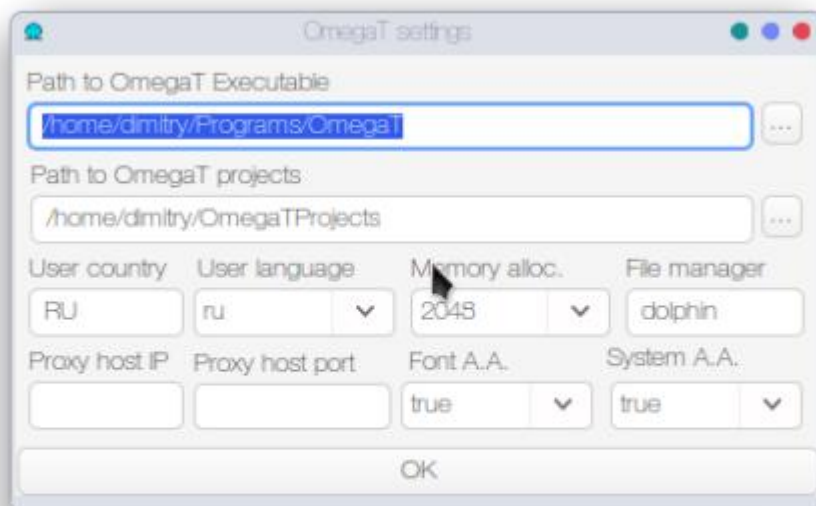 OmegaT settings
Path to OmegaT Executable
/home/dimitry/Programs/OmegaT
...
Path to OmegaT projects
/home/dimitry/OmegaTProjects
...
User country User language Memory alloc. File manager
RU ru 2048 dolphin
Proxy host IP Proxy host port Font A.A. System A.A.
true true
OK